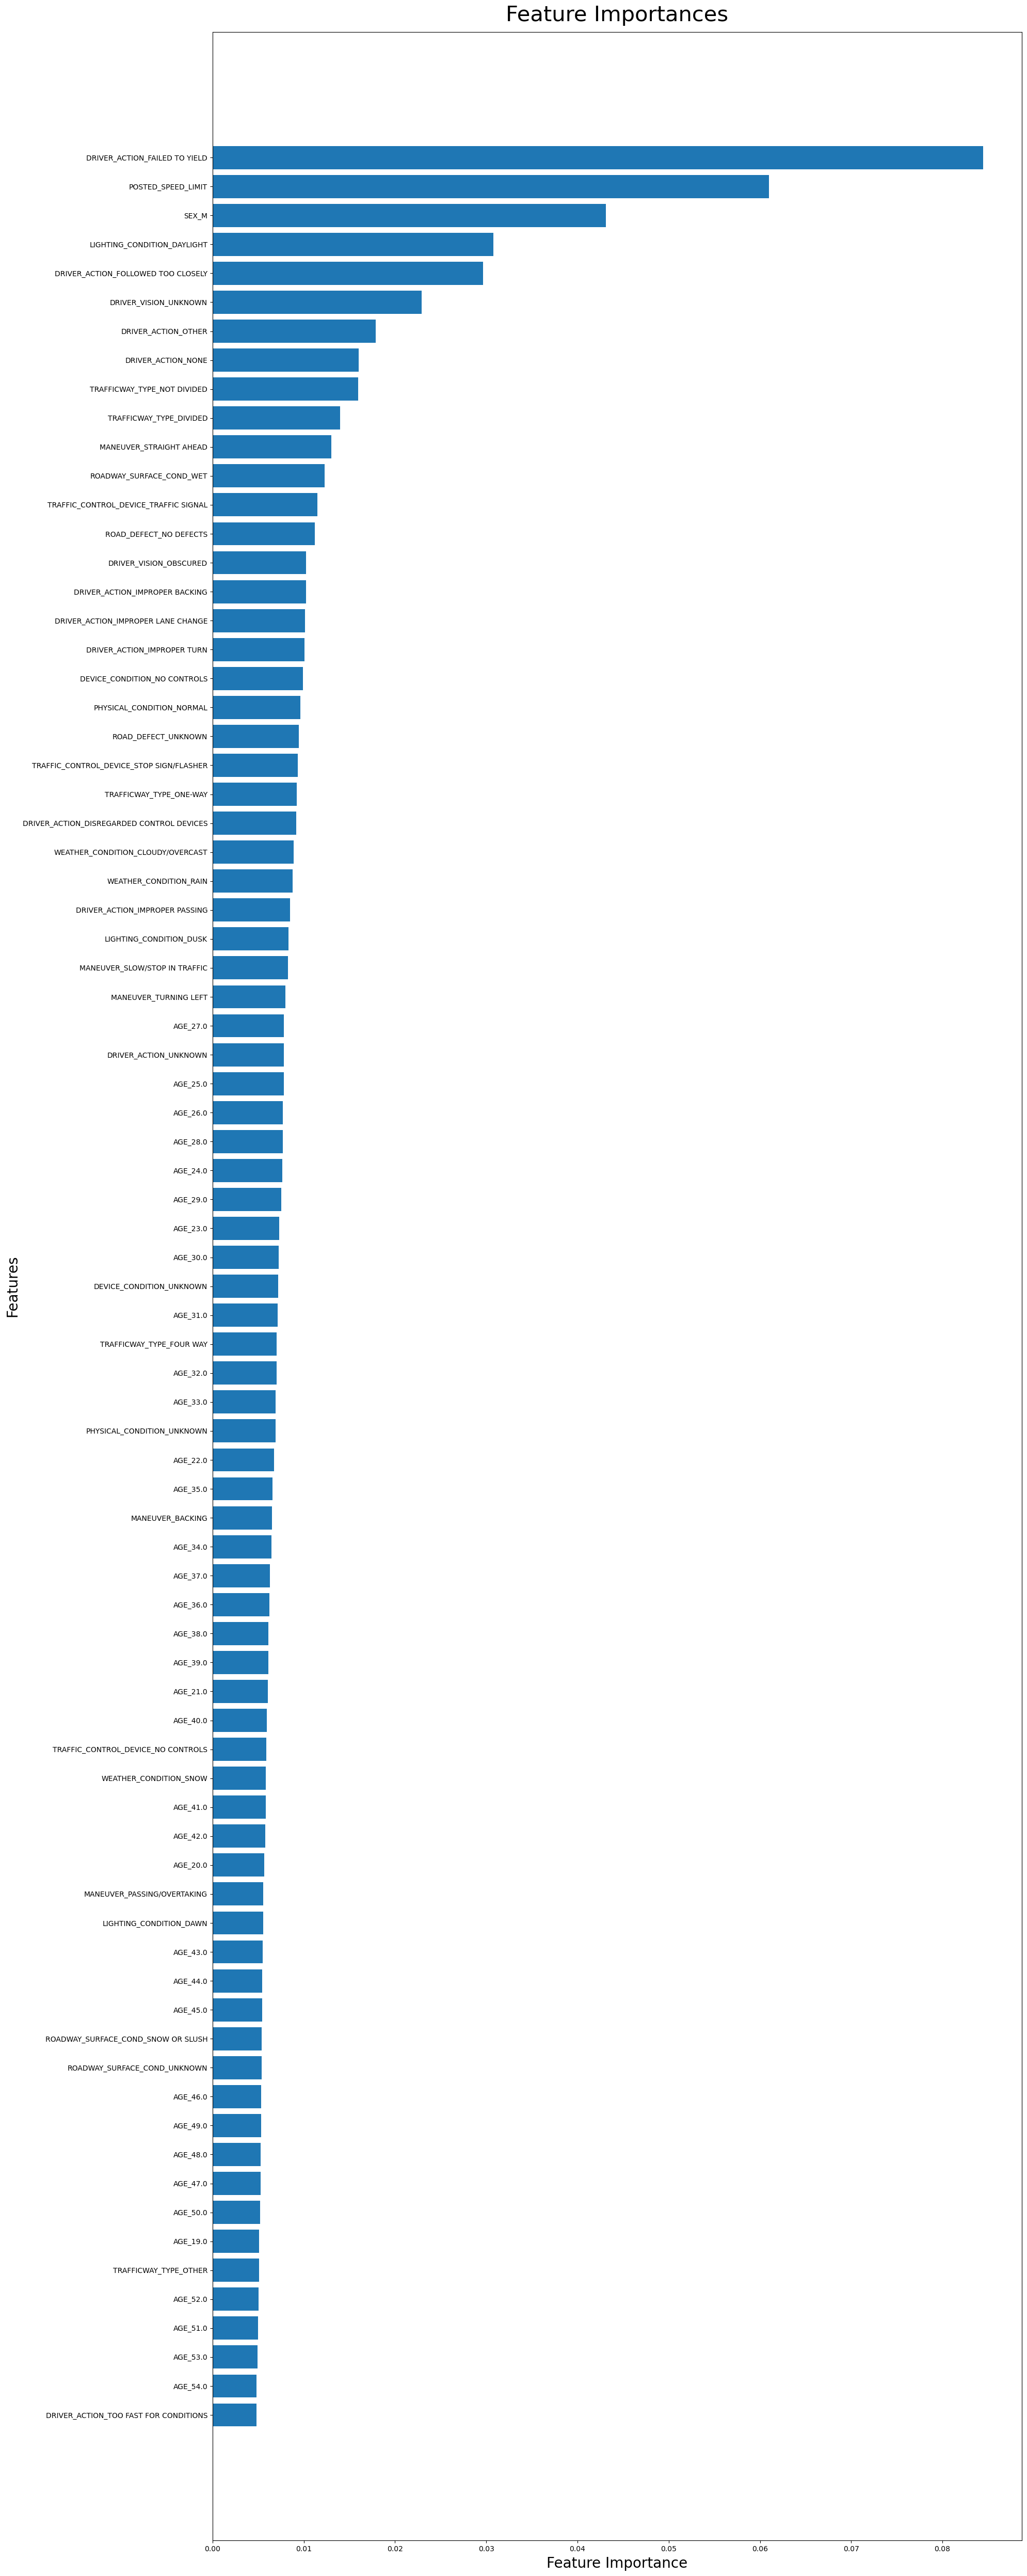 Feature Importances
DRIVER_ACTION_FAILED TO YIELD
POSTED_SPEED_LIMIT
SEX_M
LIGHTING_CONDITION_DAYLIGHT
DRIVER_ACTION_FOLLOWED TOO CLOSELY
DRIVER_VISION_UNKNOWN
DRIVER_ACTION_OTHER
DRIVER_ACTION_NONE
TRAFFICWAY_TYPE_NOT DIVIDED
TRAFFICWAY_TYPE_DIVIDED
MANEUVER_STRAIGHT AHEAD
ROADWAY_SURFACE_COND_WET
TRAFFIC_CONTROL_DEVICE_TRAFFIC SIGNAL
ROAD_DEFECT_NO DEFECTS
DRIVER_VISION_OBSCURED
DRIVER_ACTION_IMPROPER BACKING
DRIVER_ACTION_IMPROPER LANE CHANGE
DRIVER_ACTION_IMPROPER TURN
DEVICE_CONDITION_NO CONTROLS
PHYSICAL_CONDITION_NORMAL
ROAD_DEFECT_UNKNOWN
TRAFFIC_CONTROL_DEVICE_STOP SIGN/FLASHER
TRAFFICWAY_TYPE_ONE-WAY
DRIVER_ACTION_DISREGARDED CONTROL DEVICES
WEATHER_CONDITION_CLOUDY/OVERCAST
WEATHER_CONDITION_RAIN
DRIVER_ACTION_IMPROPER PASSING
LIGHTING_CONDITION_DUSK
MANEUVER_SLOW/STOP IN TRAFFIC
MANEUVER_TURNING LEFT
AGE_27.0
DRIVER_ACTION_UNKNOWN
AGE_25.0
AGE_26.0
AGE_28.0
AGE_24.0
AGE_29.0
AGE_23.0
AGE_30.0
DEVICE_CONDITION_UNKNOWN
AGE_31.0
TRAFFICWAY_TYPE_FOUR WAY
AGE_32.0
AGE_33.0
PHYSICAL_CONDITION_UNKNOWN
AGE_22.0
AGE_35.0
MANEUVER_BACKING
AGE_34.0
AGE_37.0
AGE_36.0
AGE_38.0
AGE_39.0
AGE_21.0
AGE_40.0
TRAFFIC_CONTROL_DEVICE_NO CONTROLS
WEATHER_CONDITION_SNOW
AGE_41.0
AGE_42.0
AGE_20.0
MANEUVER_PASSING/OVERTAKING
LIGHTING_CONDITION_DAWN
AGE_43.0
AGE_44.0
AGE_45.0
ROADWAY_SURFACE_COND_SNOW OR SLUSH
ROADWAY_SURFACE_COND_UNKNOWN
AGE_46.0
AGE_49.0
AGE_48.0
AGE_47.0
AGE_50.0
AGE_19.0
TRAFFICWAY_TYPE_OTHER
AGE_52.0
AGE_51.0
AGE_53.0
AGE_54.0
DRIVER_ACTION_TOO FAST FOR CONDITIONS
Features
0.00 0.01 0.02 0.03 0.04 0.05 0.06 0.07 0.08
Feature Importance